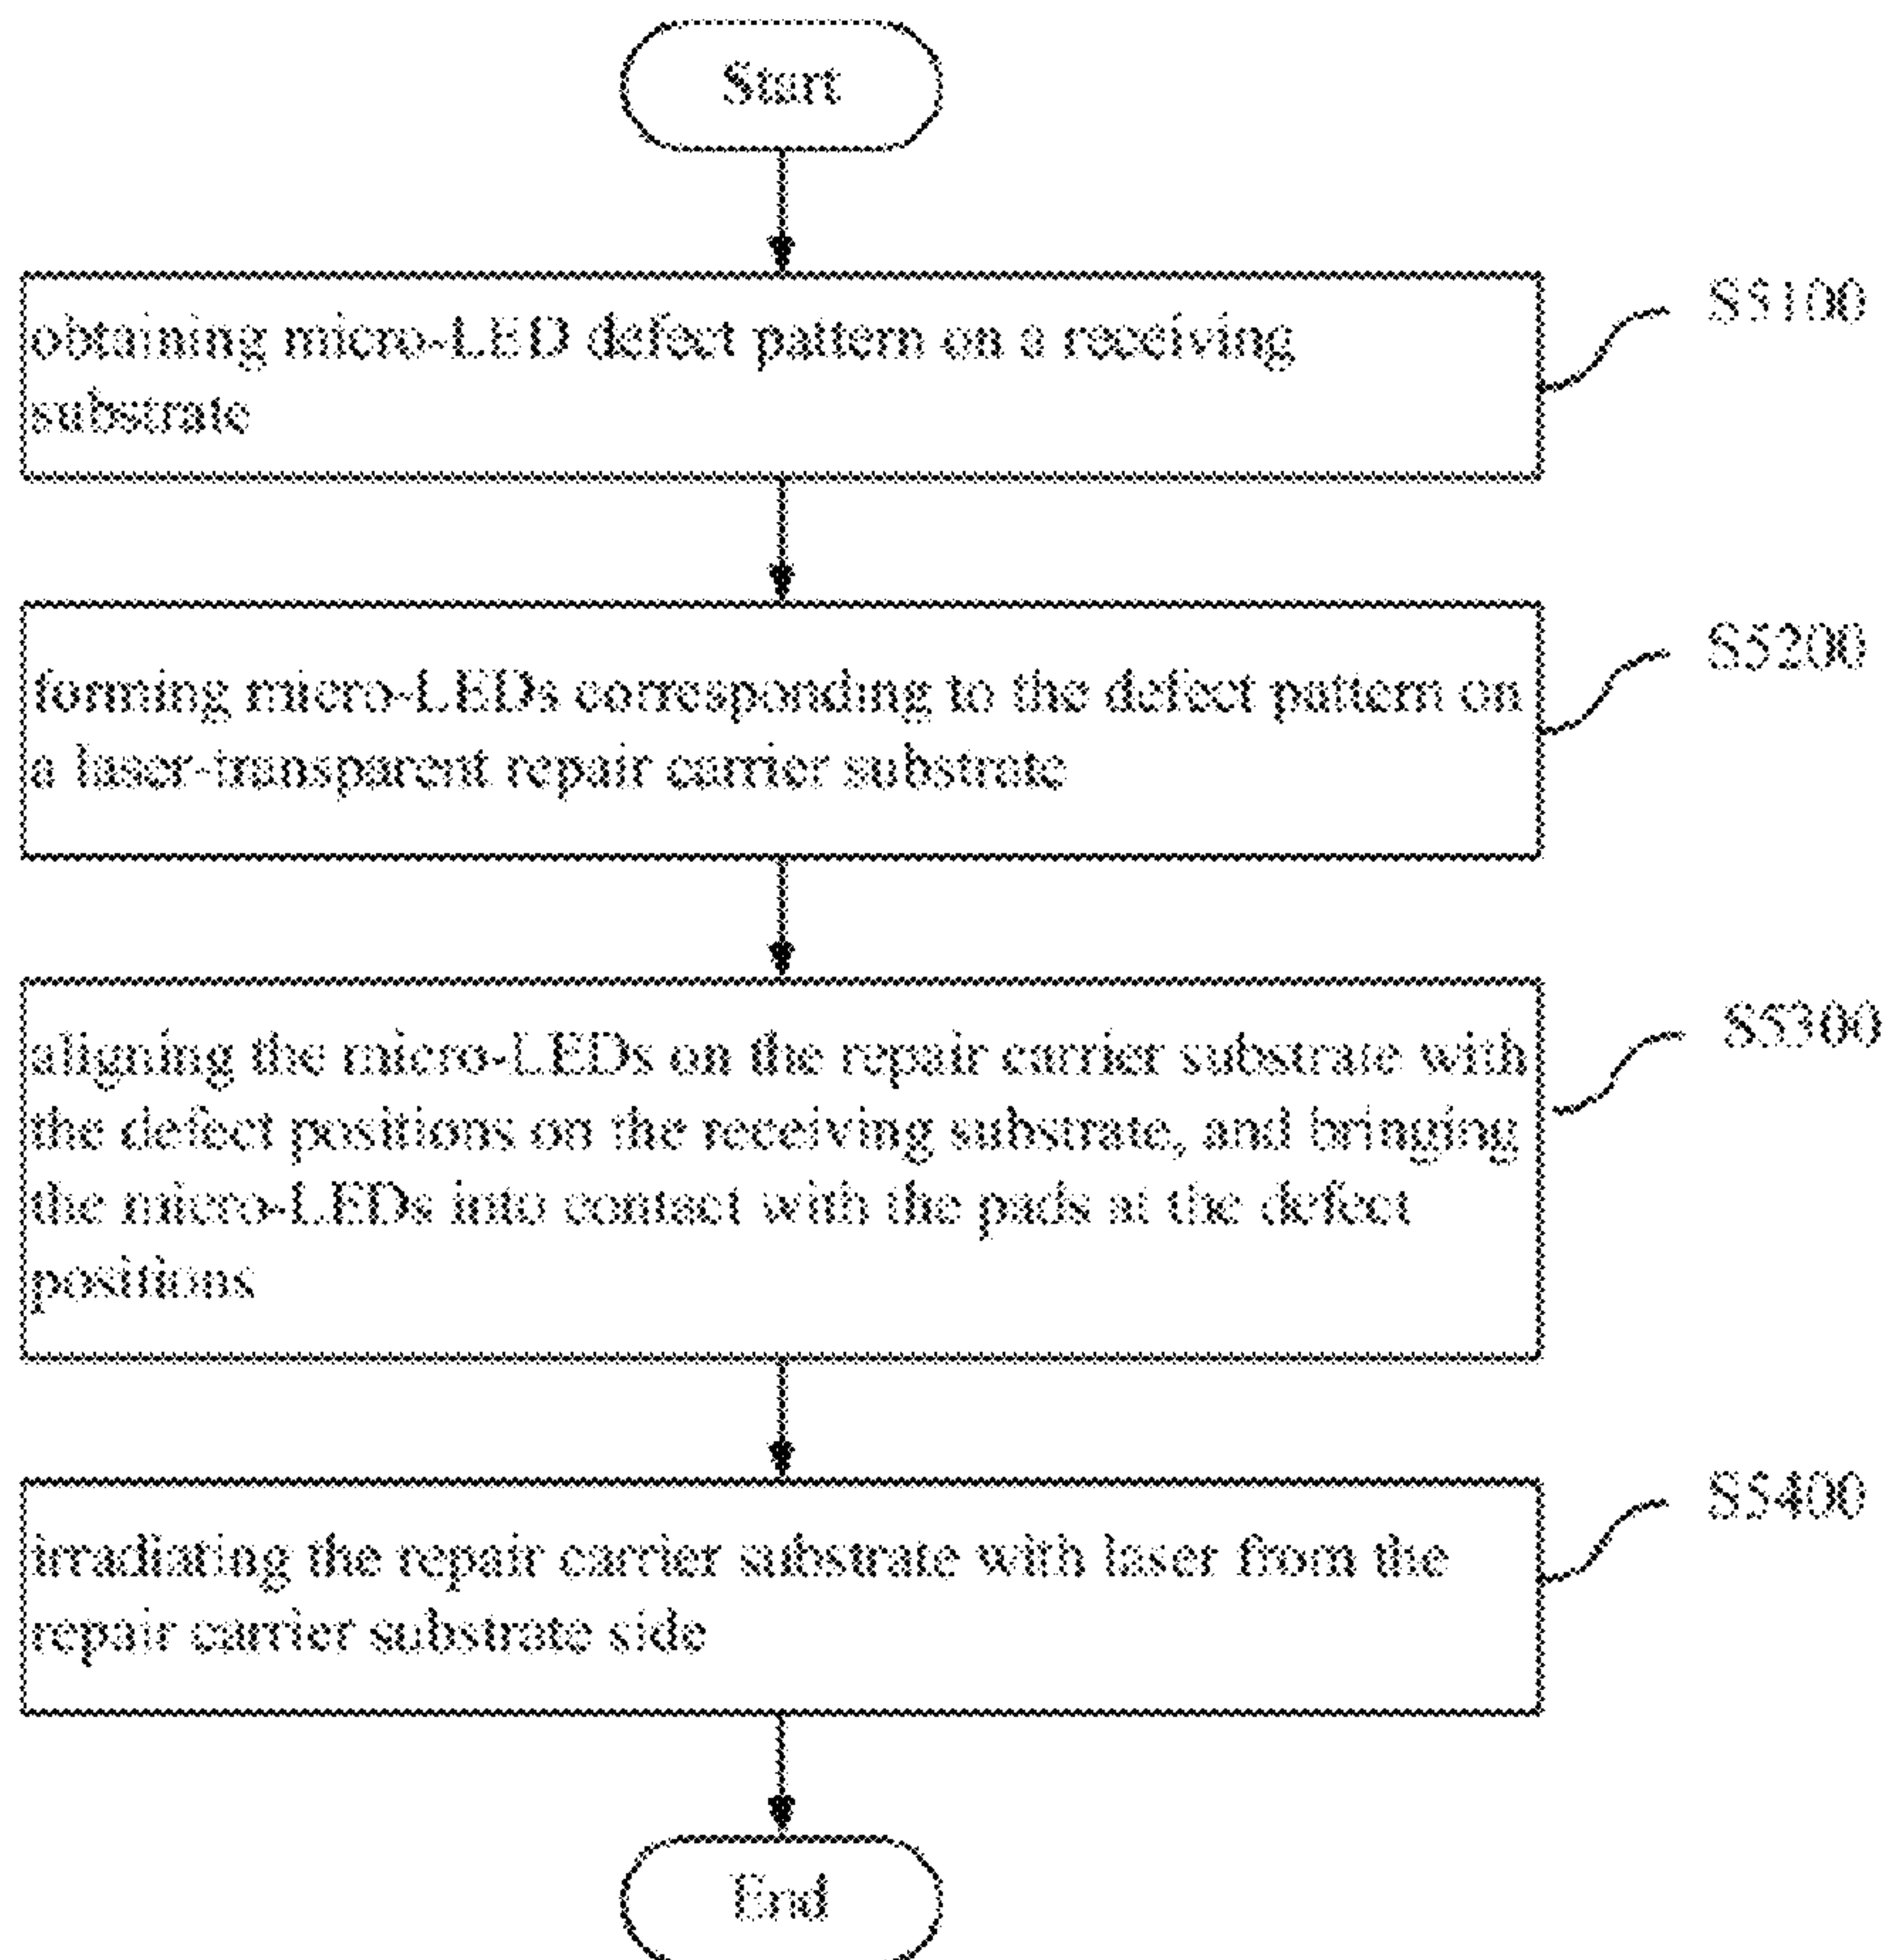 Start
obtaining micro-LED defect pattern on a receiving
substrate
S5100
forming micro-LEDs corresponding to the defect pattern on
a laser-transparent repair carrier substrate
S5200
aligning the micro-LEDs on the repair carrier substrate with
the defect positions on the receiving substrate, and bringing
the micro-LEDs into contact with the pads at the defect
positions
S5300
irradiating the repair carrier substrate with laser from the
repair carrier substrate side
S5400
End